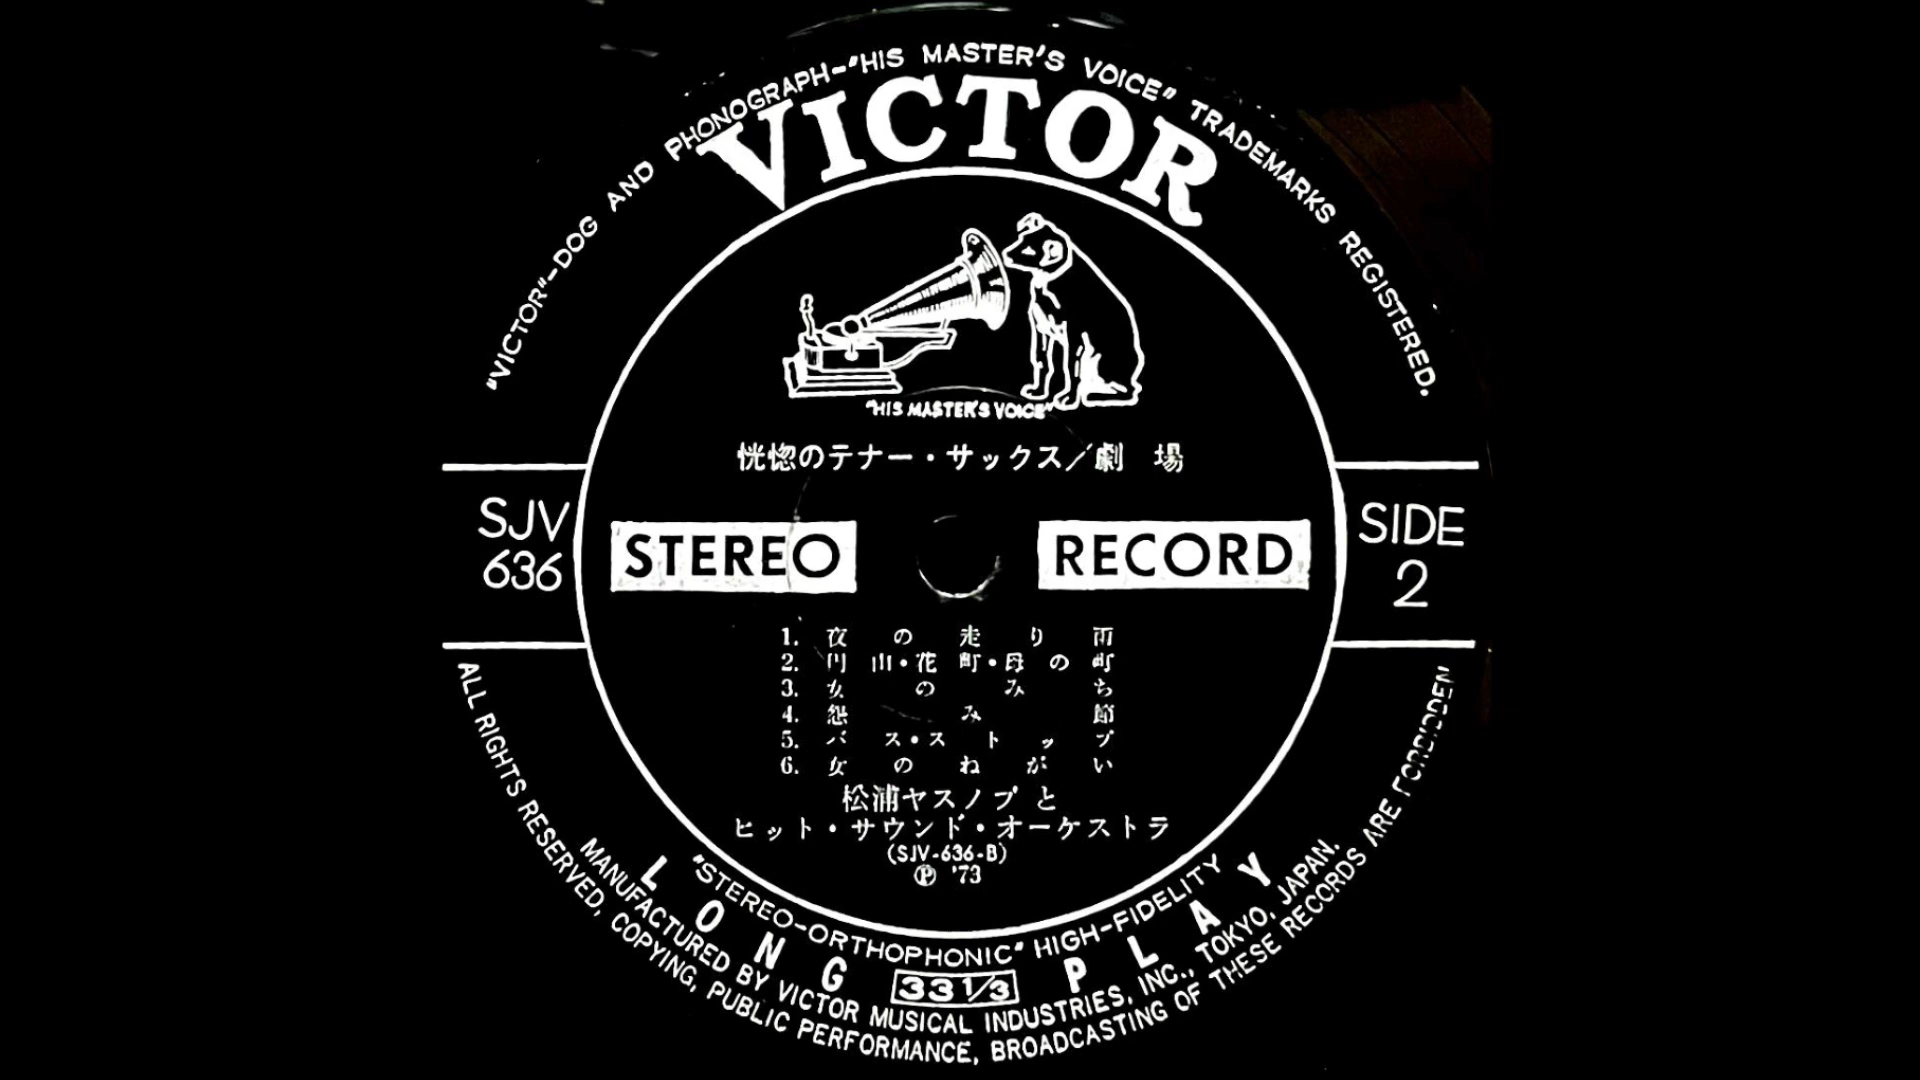 "VICTOR"–DOG AND PHONOGRAPH–"HIS MASTER'S VOICE" TRADEMARKS REGISTERED.
VICTOR
"HIS MASTER'S VOICE"
恍惚のテナー・サックス／劇 場
SJV
636
STEREO
RECORD
SIDE
2
1. 夜の走り雨
2. 円山・花町・母の町
3. 女のみち
4. 怨み節
5. バス・ストップ
6. 女のねがい
松浦ヤスノブと
ヒット・サウンド・オーケストラ
(SJV-636-B)
Ⓟ '73
"STEREO-ORTHOPHONIC" HIGH-FIDELITY
LONG PLAY
33 1/3
MANUFACTURED BY VICTOR MUSICAL INDUSTRIES, INC., TOKYO, JAPAN.
ALL RIGHTS RESERVED, COPYING, PUBLIC PERFORMANCE, BROADCASTING OF THESE RECORDS ARE FORBIDDEN